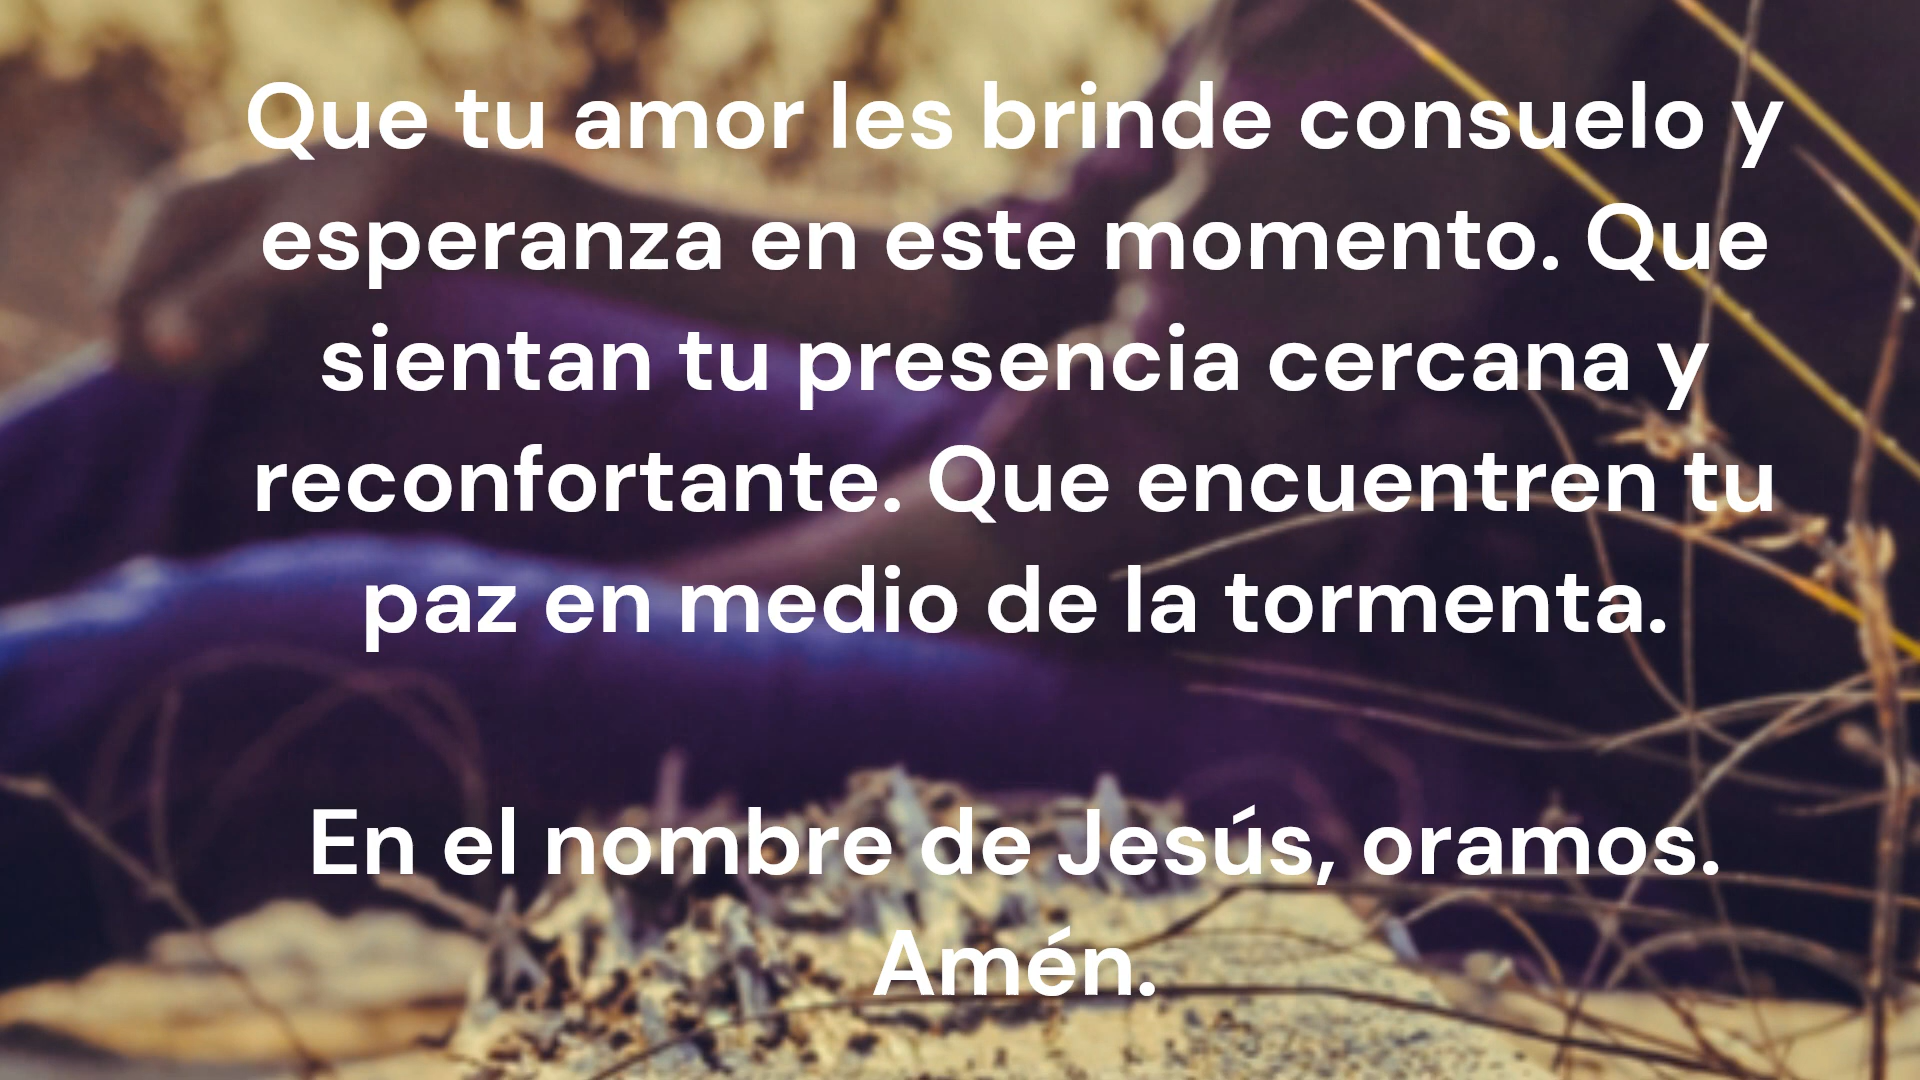 Que tu amor les brinde consuelo y
esperanza en este momento. Que
sientan tu presencia cercana y
reconfortante. Que encuentren tu
paz en medio de la tormenta.
En el nombre de Jesús, oramos.
Amén.